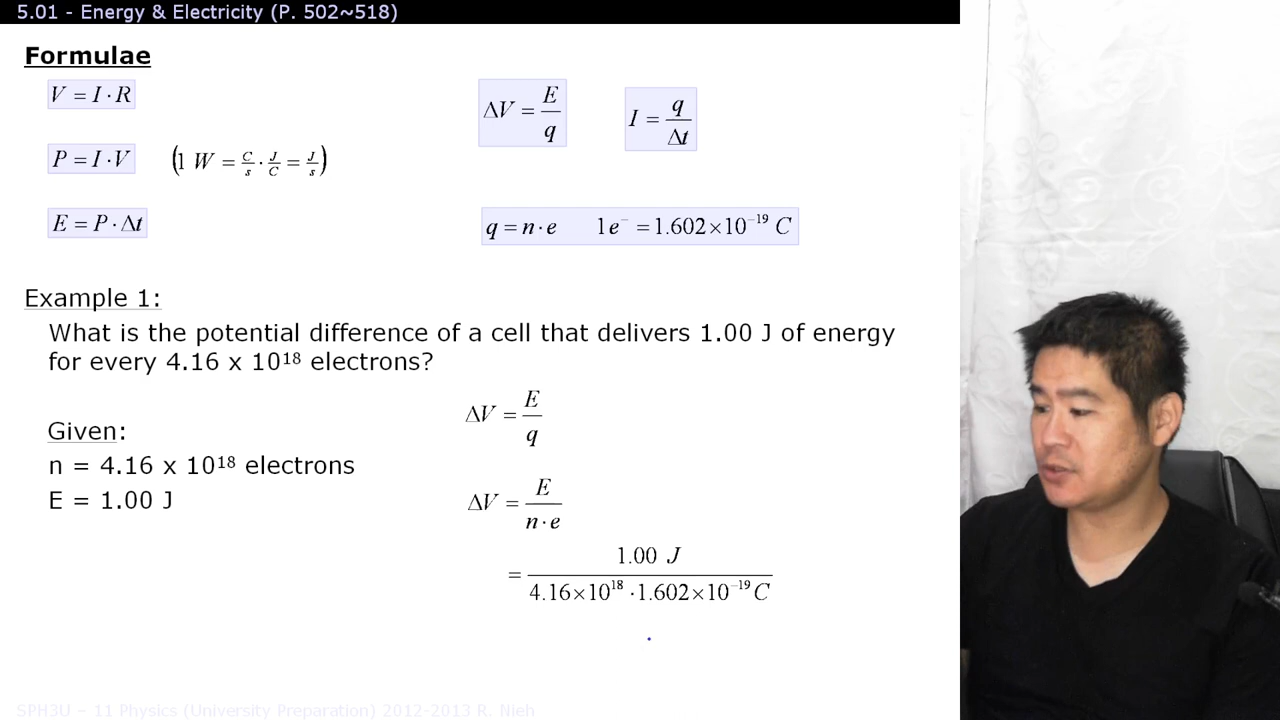 5.01 - Energy & Electricity (P. 502~518)
Formulae
V = I · R
ΔV = E/q
I = q/Δt
P = I · V (1 W = C/s · J/C = J/s)
E = P · Δt
q = n · e 1e⁻ = 1.602×10⁻¹⁹ C
Example 1:
What is the potential difference of a cell that delivers 1.00 J of energy
for every 4.16 x 10¹⁸ electrons?
Given:
n = 4.16 x 10¹⁸ electrons
E = 1.00 J
ΔV = E/q
ΔV = E/n·e
= 1.00 J/4.16×10¹⁸ ·1.602×10⁻¹⁹ C
SPH3U – 11 Physics (University Preparation) 2012-2013 R. Nieh